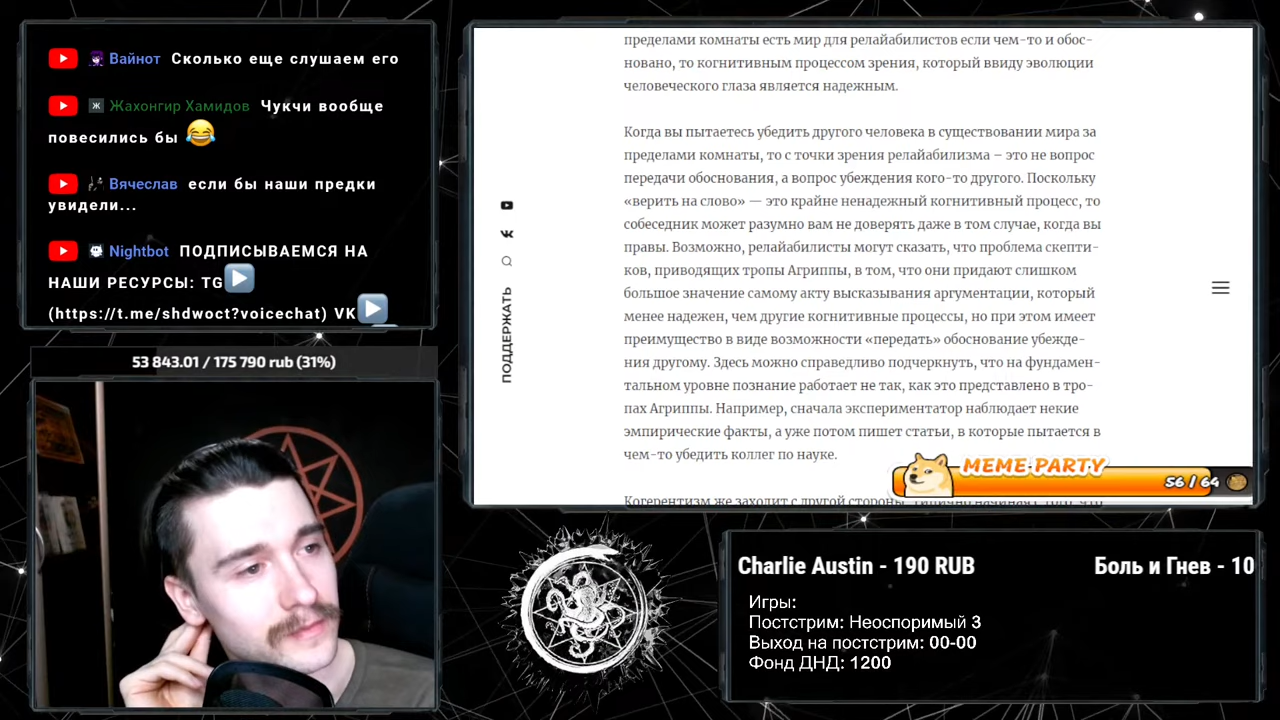 Вайнот Сколько еще слушаем его
Жахонгир Хамидов Чукчи вообще
повесились бы
Вячеслав если бы наши предки
увидели...
Nightbot ПОДПИСЫВАЕМСЯ НА
НАШИ РЕСУРСЫ: TG
(https://t.me/shdwoct?voicechat) VK
53 843.01 / 175 790 rub (31%)
ПОДДЕРЖАТЬ
пределами комнаты есть мир для релайабилистов если чем-то и обос-
новано, то когнитивным процессом зрения, который ввиду эволюции
человеческого глаза является надежным.
Когда вы пытаетесь убедить другого человека в существовании мира за
пределами комнаты, то с точки зрения релайабилизма – это не вопрос
передачи обоснования, а вопрос убеждения кого-то другого. Поскольку
«верить на слово» — это крайне ненадежный когнитивный процесс, то
собеседник может разумно вам не доверять даже в том случае, когда вы
правы. Возможно, релайабилисты могут сказать, что проблема скепти-
ков, приводящих тропы Агриппы, в том, что они придают слишком
большое значение самому акту высказывания аргументации, который
менее надежен, чем другие когнитивные процессы, но при этом имеет
преимущество в виде возможности «передать» обоснование убежде-
ния другому. Здесь можно справедливо подчеркнуть, что на фундамен-
тальном уровне познание работает не так, как это представлено в тро-
пах Агриппы. Например, сначала экспериментатор наблюдает некие
эмпирические факты, а уже потом пишет статьи, в которые пытается в
чем-то убедить коллег по науке.
Когерентизм же заходит с другой стороны,
MEME PARTY
56 / 64
Charlie Austin - 190 RUB
Боль и Гнев - 10
Игры:
Постстрим: Неоспоримый 3
Выход на постстрим: 00-00
Фонд ДНД: 1200